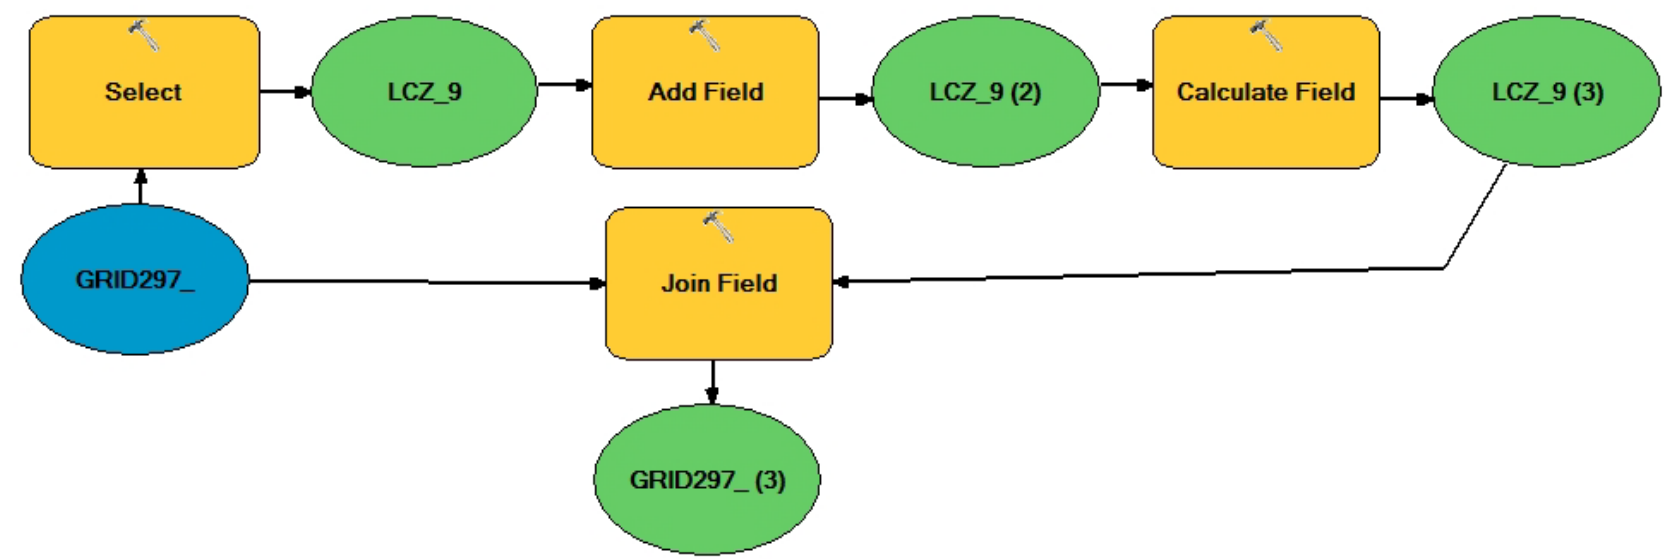 Select
LCZ_9
Add Field
LCZ_9 (2)
Calculate Field
LCZ_9 (3)
GRID297_
Join Field
GRID297_ (3)